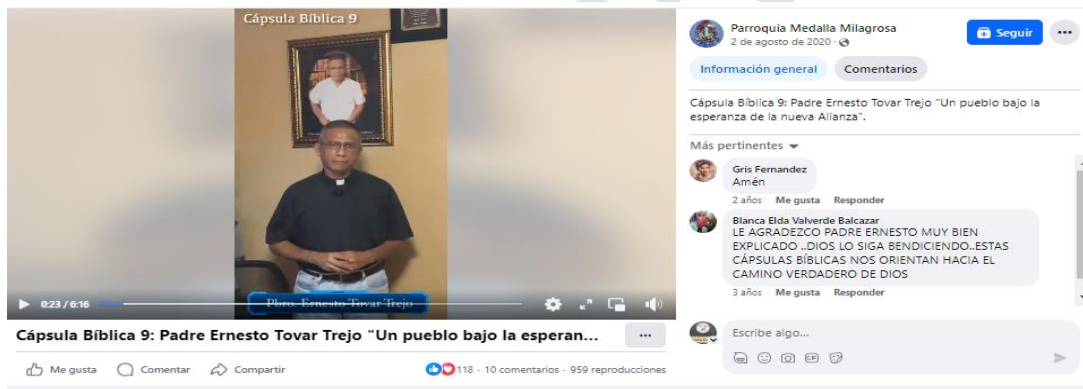 Cápsula Bíblica 9
Pbro. Ernesto Tovar Trejo
0:23 / 6:16
Cápsula Bíblica 9: Padre Ernesto Tovar Trejo "Un pueblo bajo la esperan...
Me gusta Comentar Compartir
118 · 10 comentarios · 959 reproducciones
Parroquia Medalla Milagrosa
2 de agosto de 2020 ·
Seguir
Información general Comentarios
Cápsula Bíblica 9: Padre Ernesto Tovar Trejo "Un pueblo bajo la
esperanza de la nueva Alianza".
Más pertinentes
Gris Fernandez
Amén
2 años Me gusta Responder
Blanca Elda Valverde Balcazar
LE AGRADEZCO PADRE ERNESTO MUY BIEN
EXPLICADO ..DIOS LO SIGA BENDICIENDO..ESTAS
CÁPSULAS BÍBLICAS NOS ORIENTAN HACIA EL
CAMINO VERDADERO DE DIOS
3 años Me gusta Responder
Escribe algo...